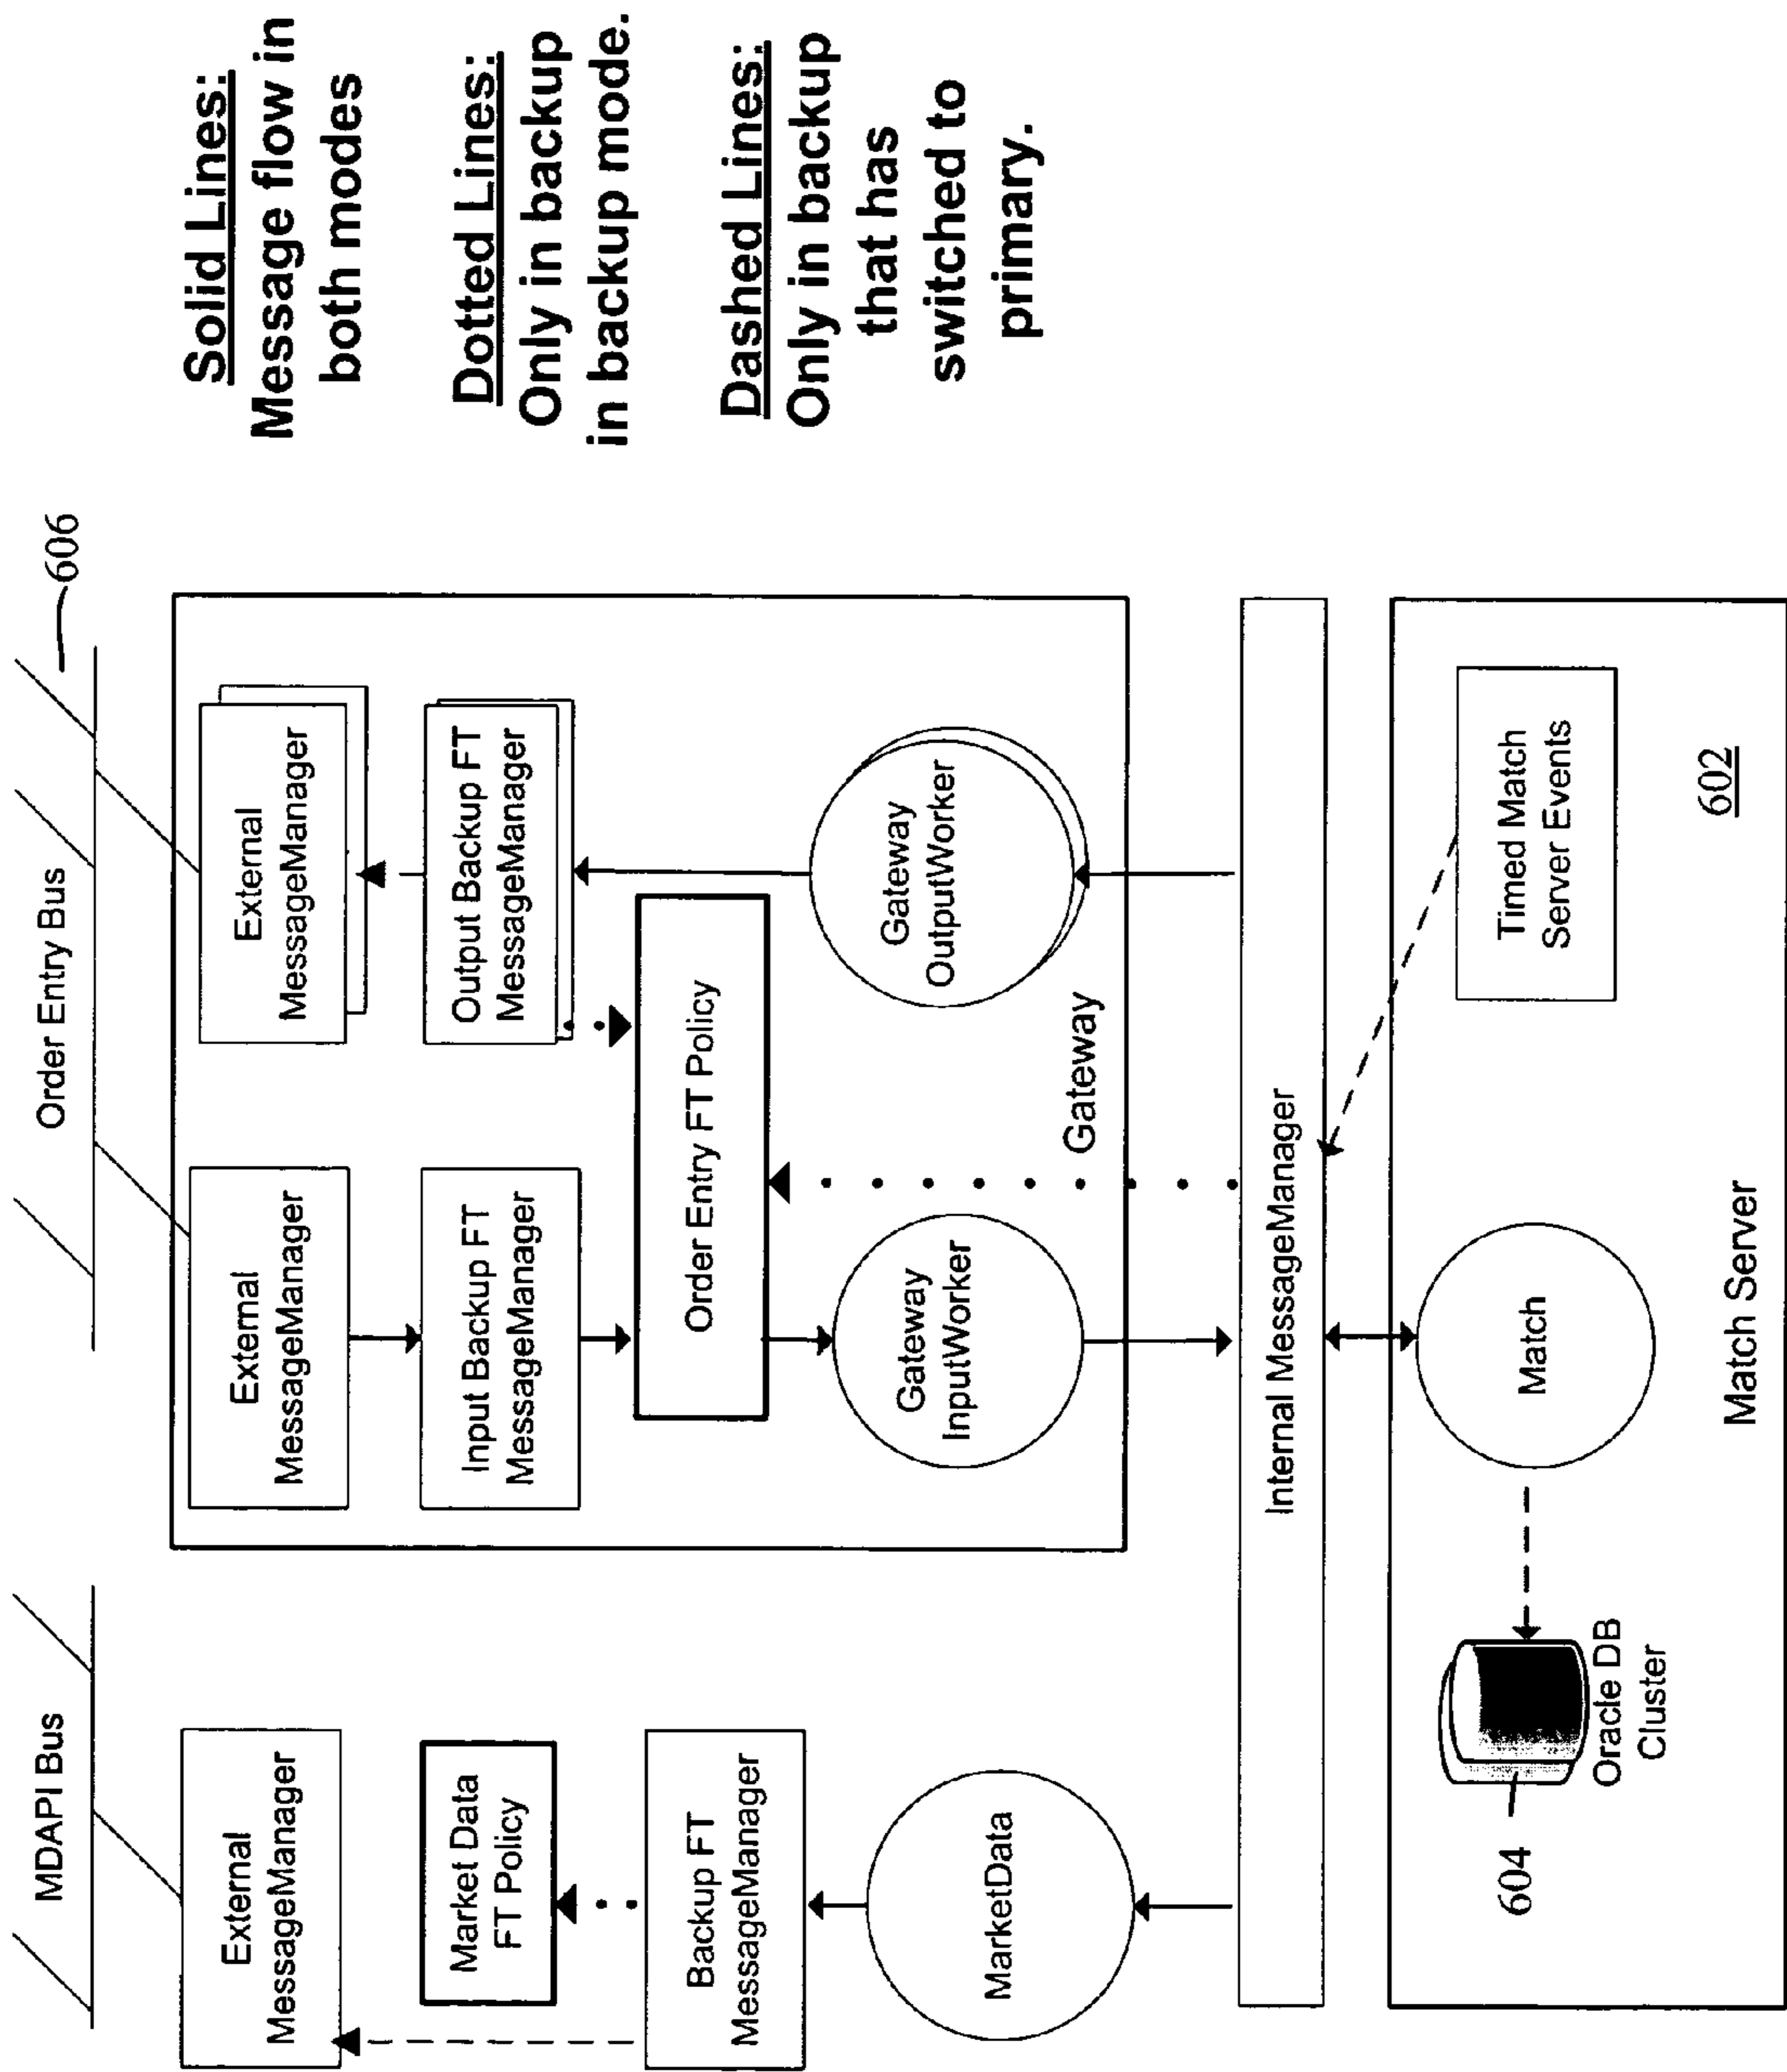 MDAPI Bus
Order Entry Bus
606
External
MessageManager
External
MessageManager
External
MessageManager
Market Data
FT Policy
Input Backup FT
MessageManager
Output Backup FT
MessageManager
Backup FT
MessageManager
Order Entry FT Policy
MarketData
Gateway
InputWorker
Gateway
OutputWorker
Gateway
Internal MessageManager
604
Oracle DB
Cluster
Match
Timed Match
Server Events
Match Server
602
Solid Lines:
Message flow in
both modes
Dotted Lines:
Only in backup
in backup mode.
Dashed Lines:
Only in backup
that has
switched to
primary.